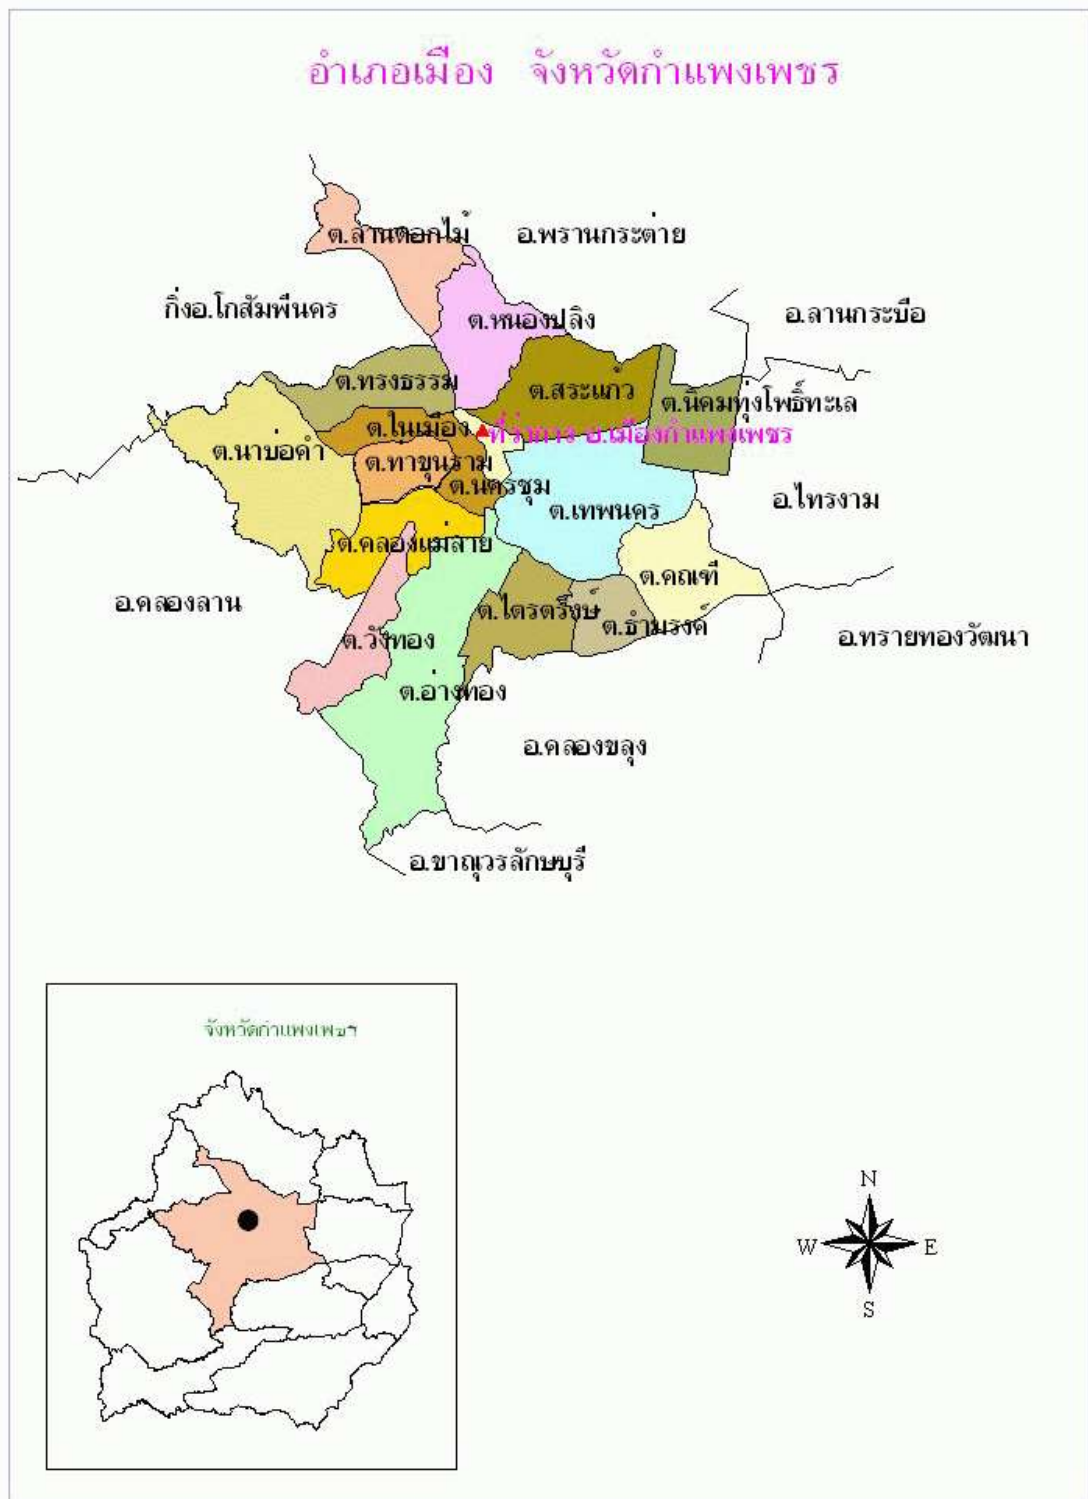 อำเภอเมือง จังหวัดกำแพงเพชร
ต.ลานดอกไม้
อ.พรานกระต่าย
กิ่งอ.โกสัมพีนคร
ต.หนองปลิง
อ.ลานกระบือ
ต.ทรงธรรม
ต.สระแก้ว
ต.นิคมทุ่งโพธิ์ทะเล
ต.ในเมือง
ที่ว่าการ อ.เมืองกำแพงเพชร
ต.นาบ่อคำ
ต.ท่าขุนราม
ต.นครชุม
อ.ไทรงาม
ต.เทพนคร
ต.คลองแม่ลาย
ต.คณฑี
อ.คลองลาน
ต.ไตรตรึงษ์
ต.ธำมรงค์
ต.วังทอง
อ.ทรายทองวัฒนา
ต.อ่างทอง
อ.คลองขลุง
อ.ขาณุวรลักษบุรี
จังหวัดกำแพงเพชร
N
W E
S